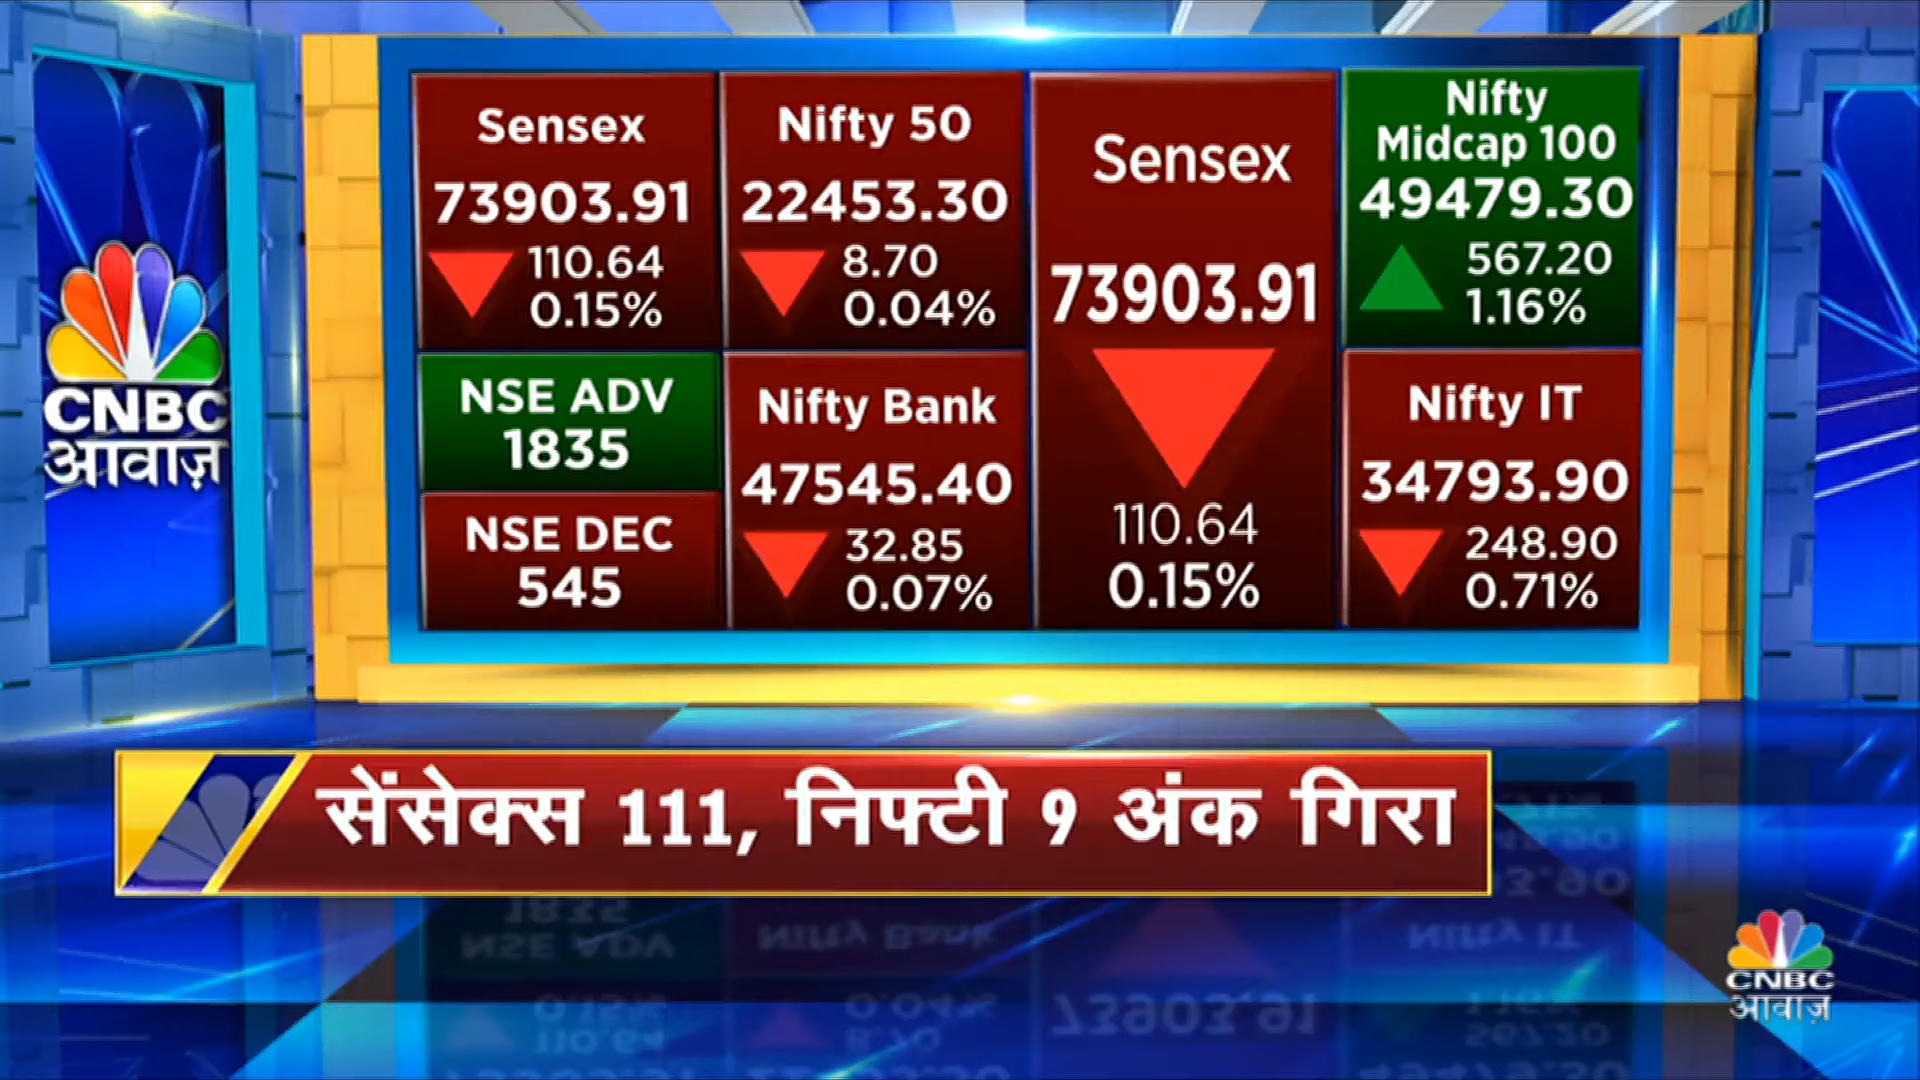 Sensex
73903.91
110.64
0.15%
NSE ADV
1835
NSE DEC
545
Nifty 50
22453.30
8.70
0.04%
Nifty Bank
47545.40
32.85
0.07%
Sensex
73903.91
110.64
0.15%
Nifty
Midcap 100
49479.30
567.20
1.16%
Nifty IT
34793.90
248.90
0.71%
CNBC
आवाज़
सेंसेक्स 111, निफ्टी 9 अंक गिरा
CNBC
आवाज़